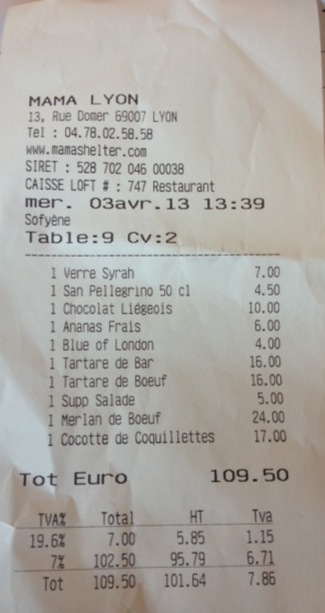 MAMA LYON
13, Rue Domer 69007 LYON
Tel : 04.78.02.58.58
www.mamashelter.com
SIRET : 528 702 046 00038
CAISSE LOFT # : 747 Restaurant
mer. 03avr.13 13:39
Sofyène
Table:9 Cv:2
1 Verre Syrah 7.00
1 San Pellegrino 50 cl 4.50
1 Chocolat Liégeois 10.00
1 Ananas Frais 6.00
1 Blue of London 4.00
1 Tartare de Bar 16.00
1 Tartare de Boeuf 16.00
1 Supp Salade 5.00
1 Merlan de Boeuf 24.00
1 Cocotte de Coquillettes 17.00
Tot Euro 109.50
TVA% Total HT Tva
19.6% 7.00 5.85 1.15
7% 102.50 95.79 6.71
Tot 109.50 101.64 7.86